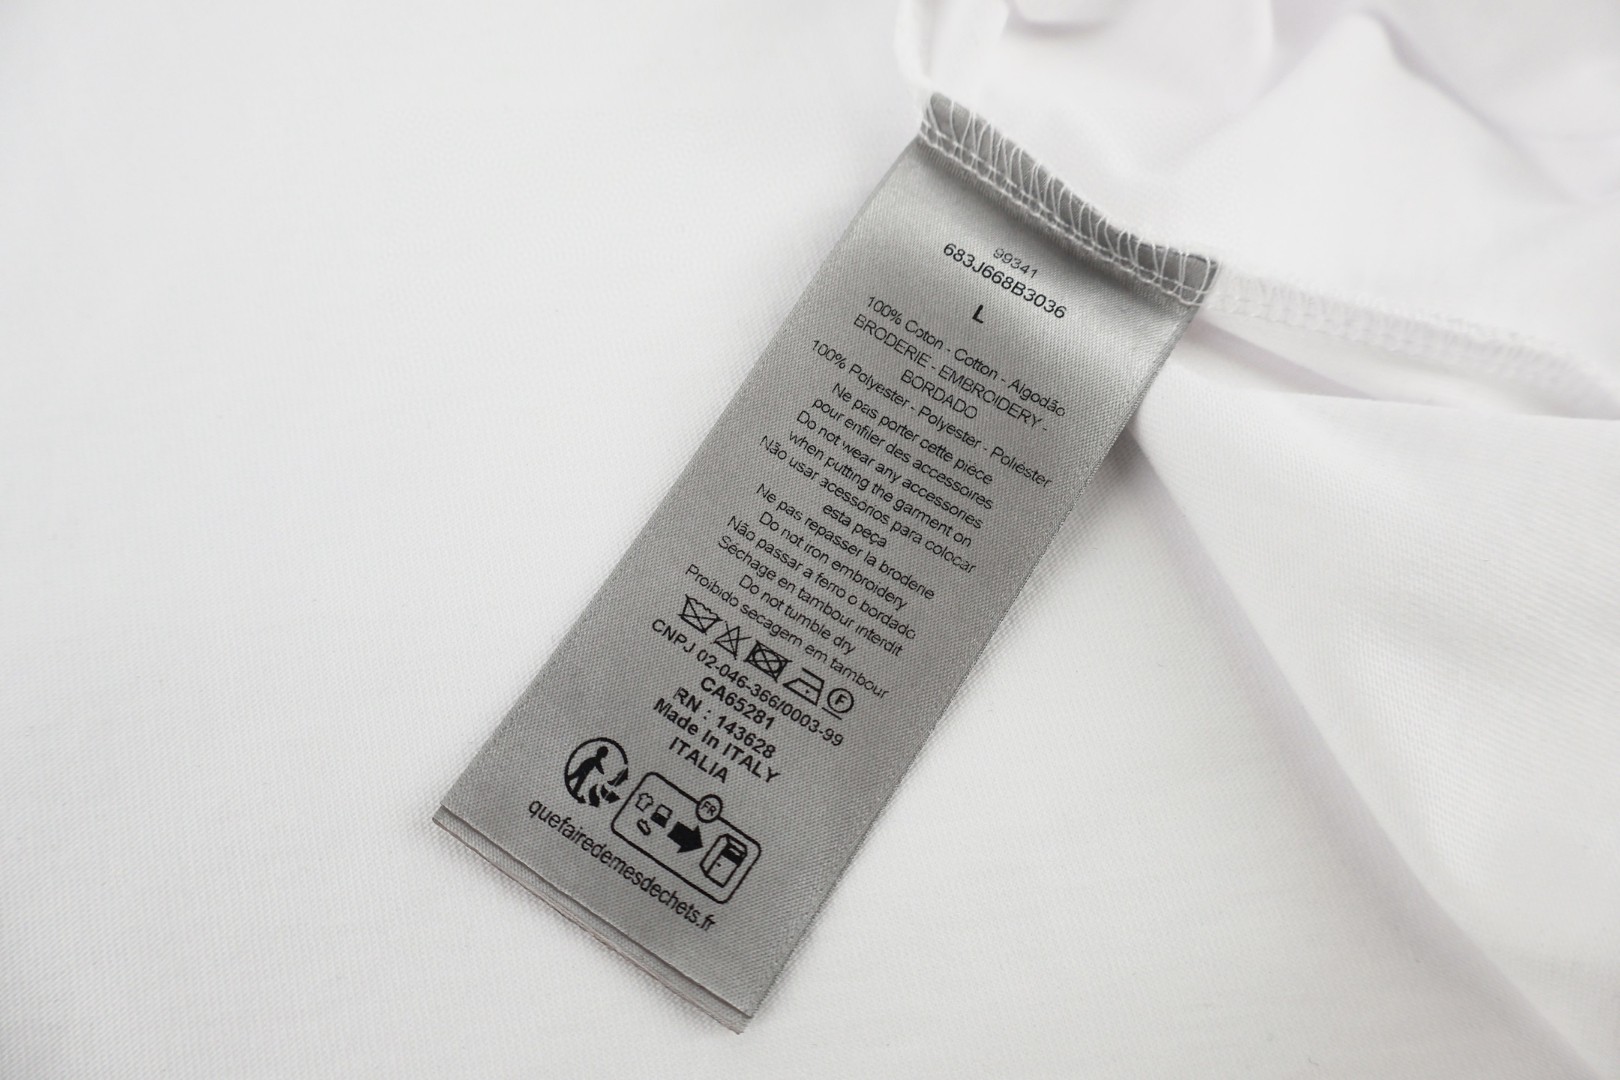 99341
683J668B3036
L
100% Coton - Cotton - Algodão
BRODERIE - EMBROIDERY -
BORDADO
100% Polyester - Polyester - Poliéster
Ne pas porter cette pièce
pour enfiler des accessoires
Do not wear any accessories
when putting the garment on
Não usar acessórios para colocar
esta peça
Ne pas repasser la broderie
Do not iron embroidery
Não passar a ferro o bordado
Séchage en tambour interdit
Do not tumble dry
Proibido secagem em tambour
F
CNPJ 02-046-366/0003-99
CA65281
RN : 143628
Made In ITALY
ITALIA
FR
quefairedemesdechets.fr